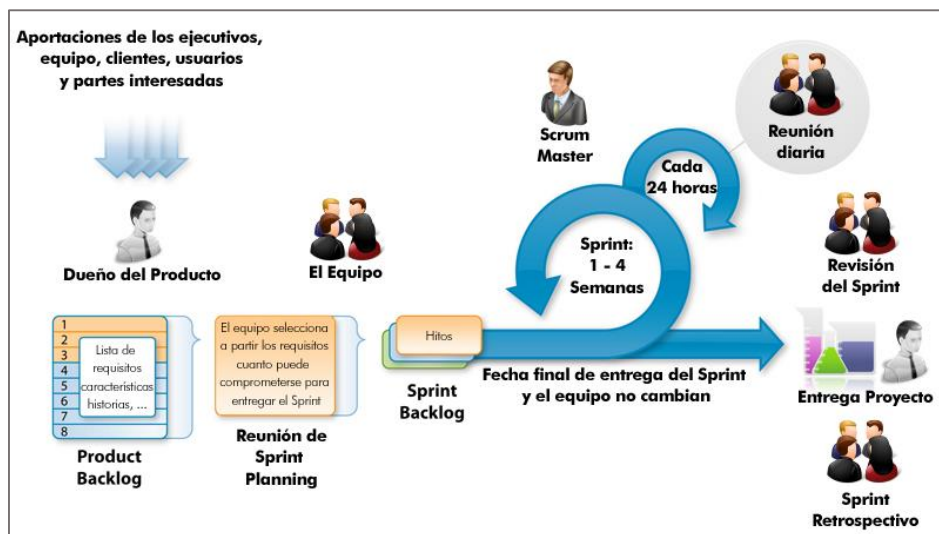 Aportaciones de los ejecutivos,
equipo, clientes, usuarios
y partes interesadas
Dueño del Producto
El Equipo
Scrum
Master
Cada
24 horas
Reunión
diaria
Sprint:
1 - 4
Semanas
Revisión
del Sprint
1
2
3
4
5
6
7
8
Lista de
requisitos
características
historias, ...
Product
Backlog
El equipo selecciona
a partir los requisitos
cuanto puede
comprometerse para
entregar el Sprint
Reunión de
Sprint
Planning
Hitos
Sprint
Backlog
Fecha final de entrega del Sprint
y el equipo no cambian
Entrega Proyecto
Sprint
Retrospectivo